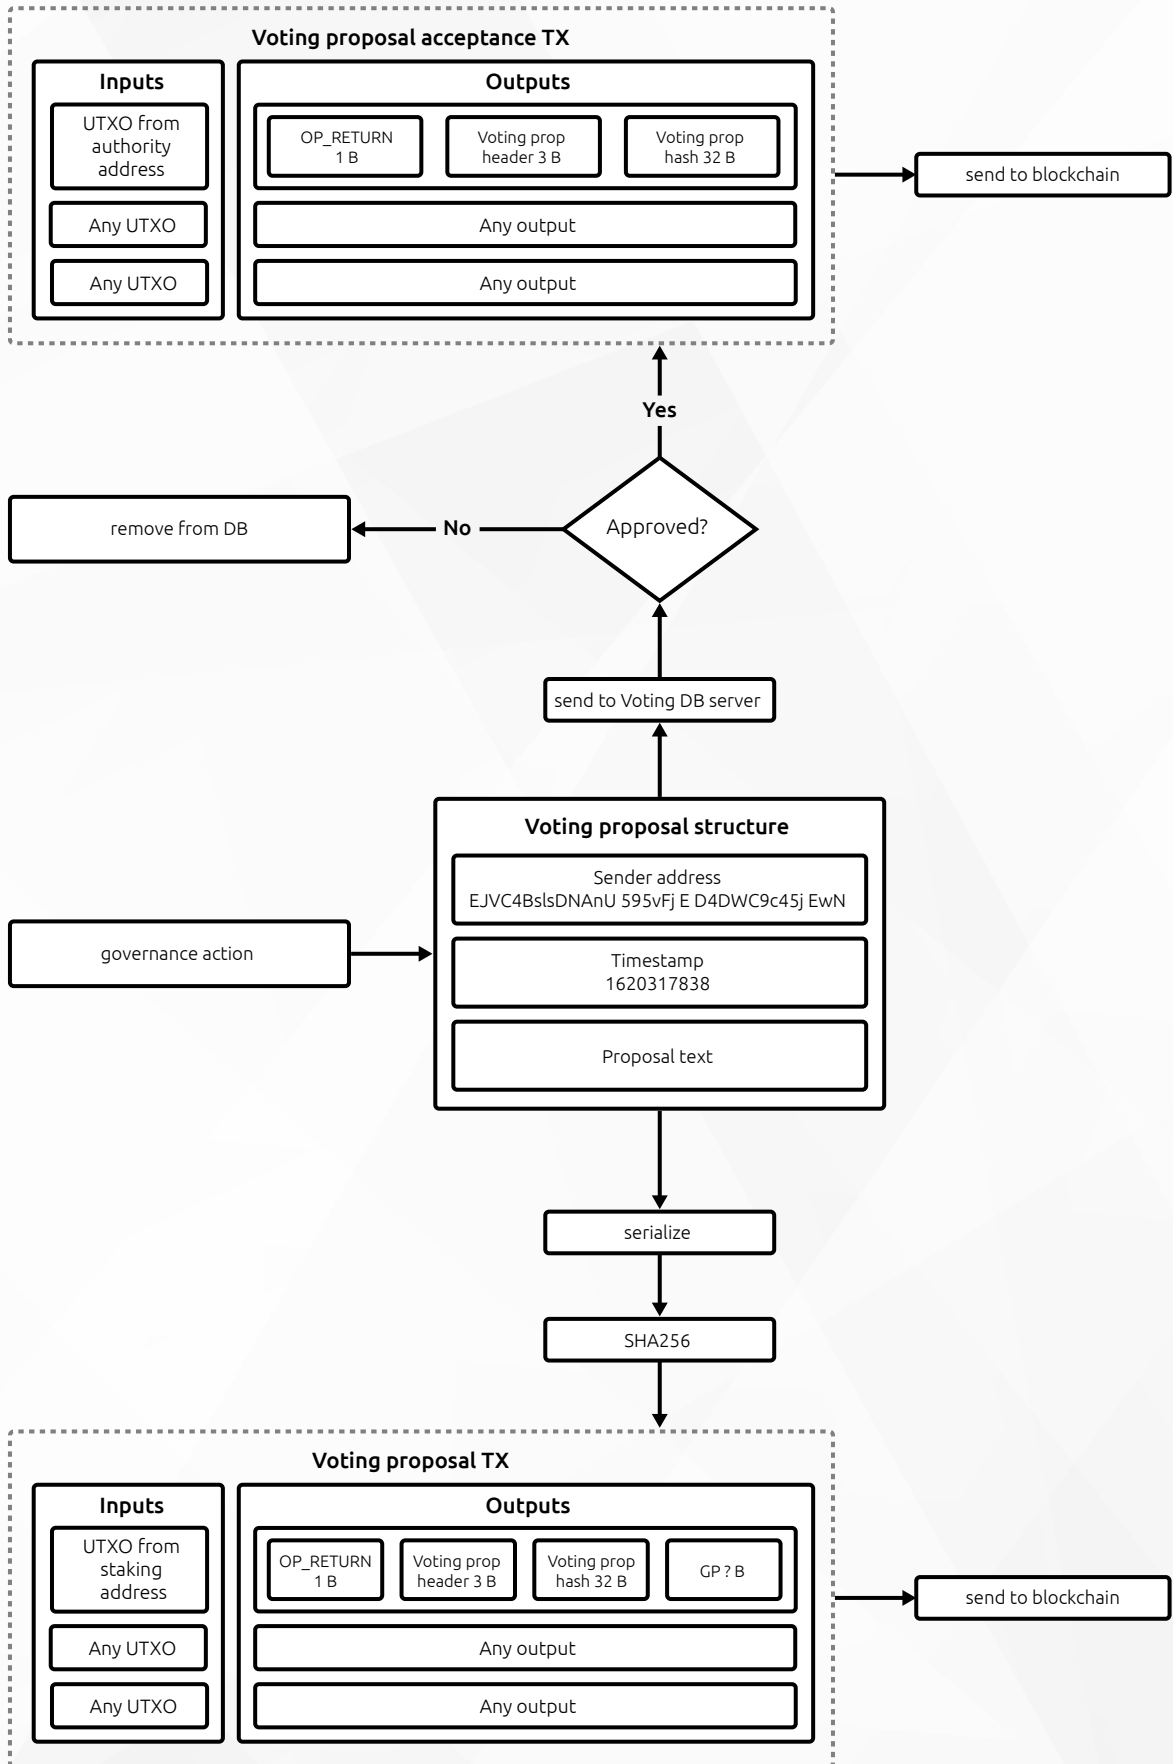 Voting proposal acceptance TX
Inputs
Outputs
UTXO from
authority
address
OP_RETURN
1 B
Voting prop
header 3 B
Voting prop
hash 32 B
send to blockchain
Any UTXO
Any output
Any UTXO
Any output
Yes
Approved?
No
remove from DB
send to Voting DB server
Voting proposal structure
Sender address
EJVC4BslsDNAnU 595vFj E D4DWC9c45j EwN
governance action
Timestamp
1620317838
Proposal text
serialize
SHA256
Voting proposal TX
Inputs
Outputs
UTXO from
staking
address
OP_RETURN
1 B
Voting prop
header 3 B
Voting prop
hash 32 B
GP ? B
send to blockchain
Any UTXO
Any output
Any UTXO
Any output